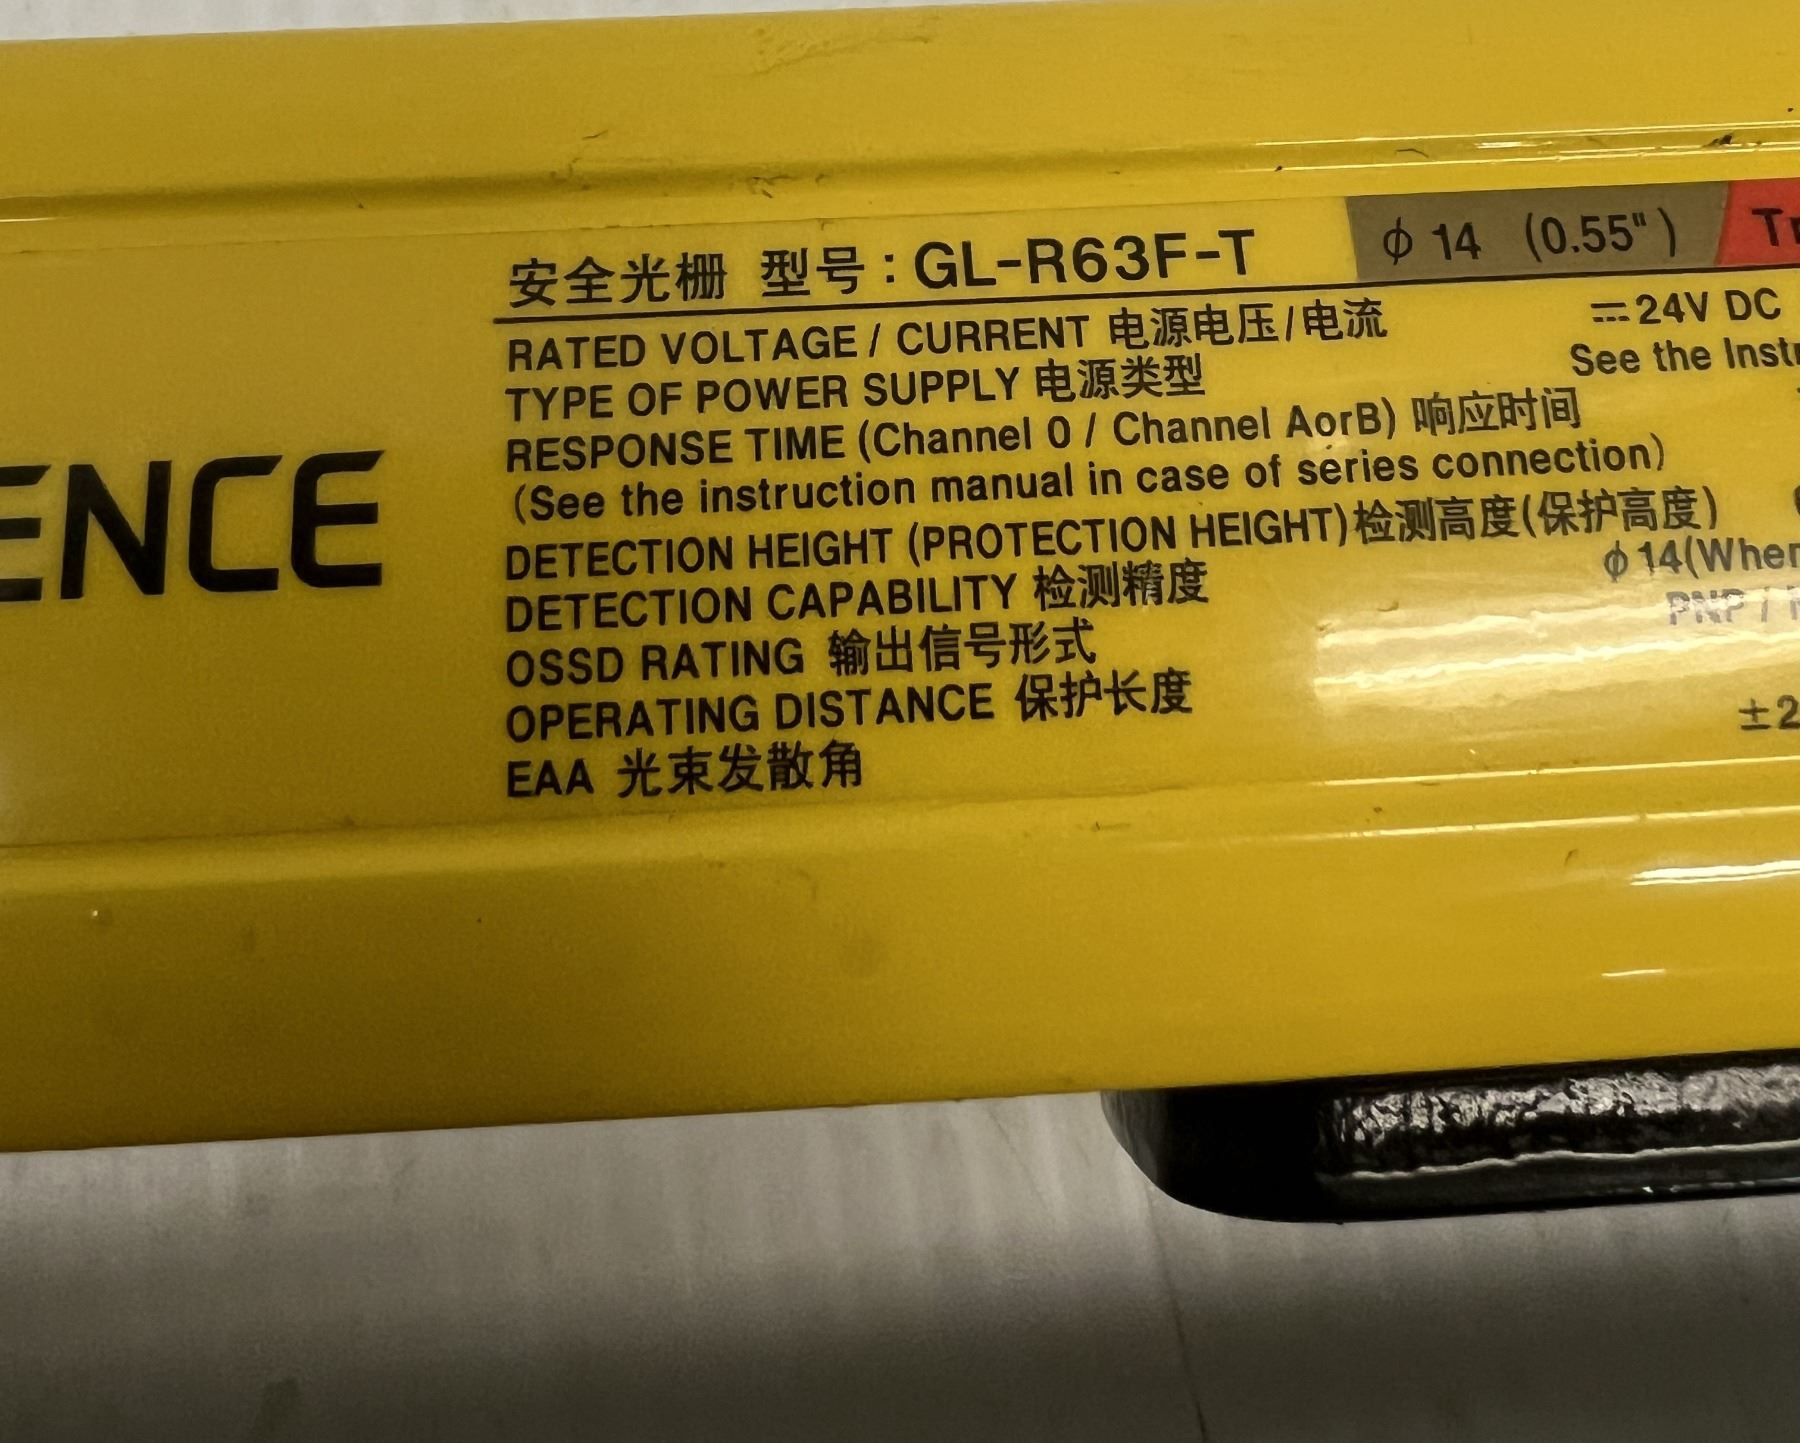 ENCE
安全光栅 型号：GL-R63F-T φ14 (0.55")
RATED VOLTAGE / CURRENT 电源电压/电流 ⎓24V DC
TYPE OF POWER SUPPLY 电源类型 See the Instr
RESPONSE TIME (Channel 0 / Channel AorB) 响应时间
(See the instruction manual in case of series connection)
DETECTION HEIGHT (PROTECTION HEIGHT)检测高度(保护高度)
DETECTION CAPABILITY 检测精度 φ14(When
OSSD RATING 输出信号形式 PNP /
OPERATING DISTANCE 保护长度
EAA 光束发散角 ±2